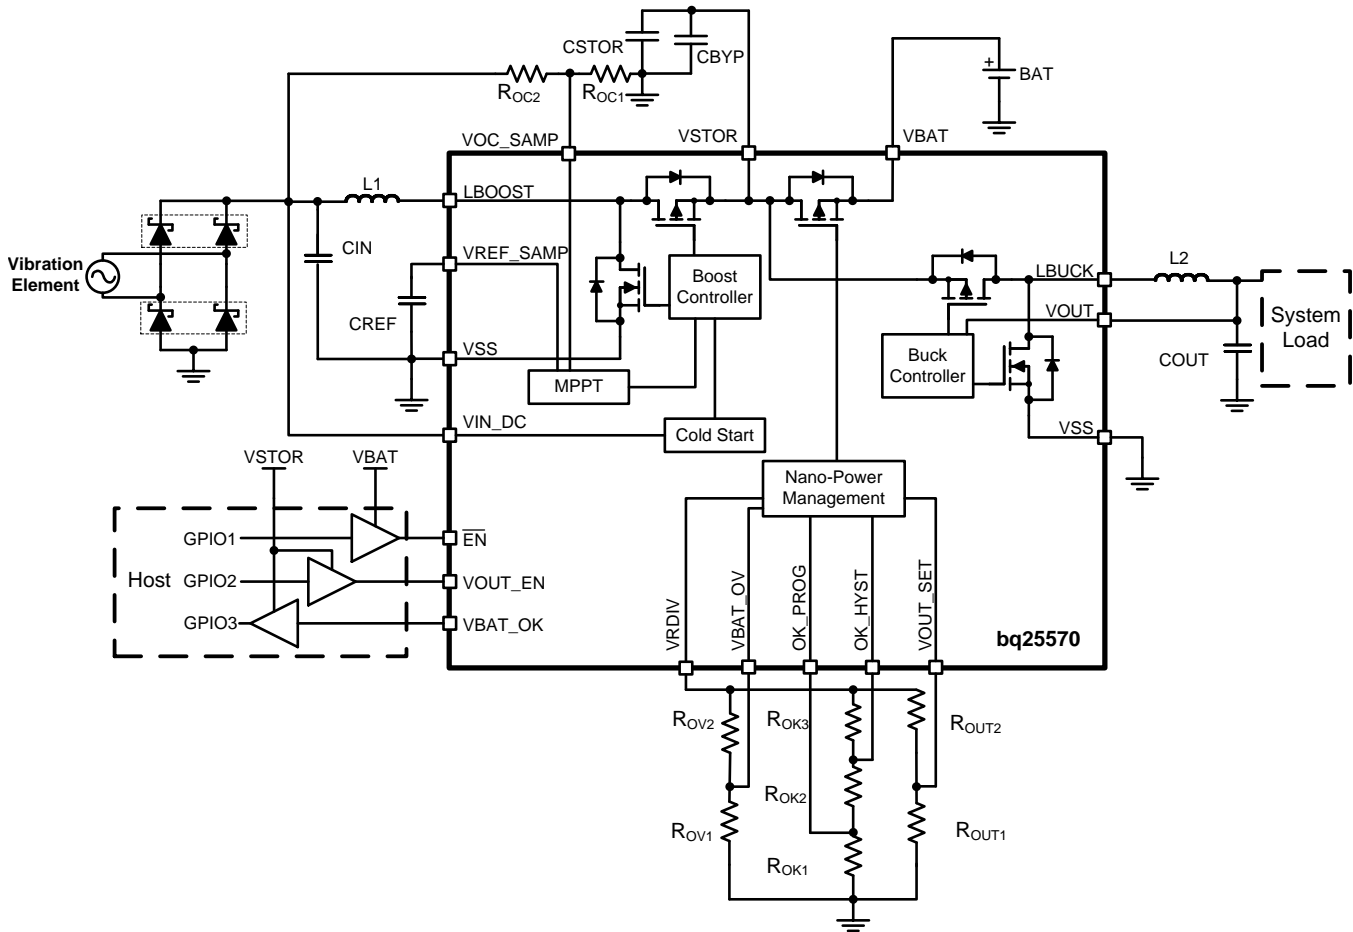 CSTOR
CBYP
+
BAT
ROC2
ROC1
VOC_SAMP
VSTOR
VBAT
L1
LBOOST
CIN
VREF_SAMP
Vibration
Element
CREF
Boost
Controller
LBUCK
L2
VOUT
System
Load
COUT
VSS
MPPT
Buck
Controller
VIN_DC
Cold Start
VSS
VSTOR
VBAT
Nano-Power
Management
GPIO1
EN
Host
GPIO2
VOUT_EN
GPIO3
VBAT_OK
VRDIV
VBAT_OV
OK_PROG
OK_HYST
VOUT_SET
bq25570
ROV2
ROK3
ROUT2
ROK2
ROV1
ROUT1
ROK1